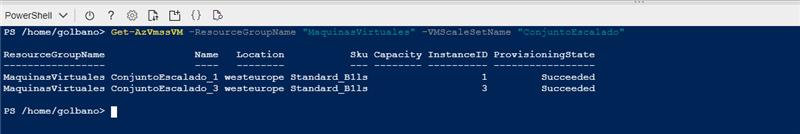 PowerShell
PS /home/golbano> Get-AzVmssVM -ResourceGroupName "MaquinasVirtuales" -VMScaleSetName "ConjuntoEscalado"
ResourceGroupName Name Location Sku Capacity InstanceID ProvisioningState
----------------- ---- -------- --- -------- ---------- -----------------
MaquinasVirtuales ConjuntoEscalado_1 westeurope Standard_B1ls 1 Succeeded
MaquinasVirtuales ConjuntoEscalado_3 westeurope Standard_B1ls 3 Succeeded
PS /home/golbano>